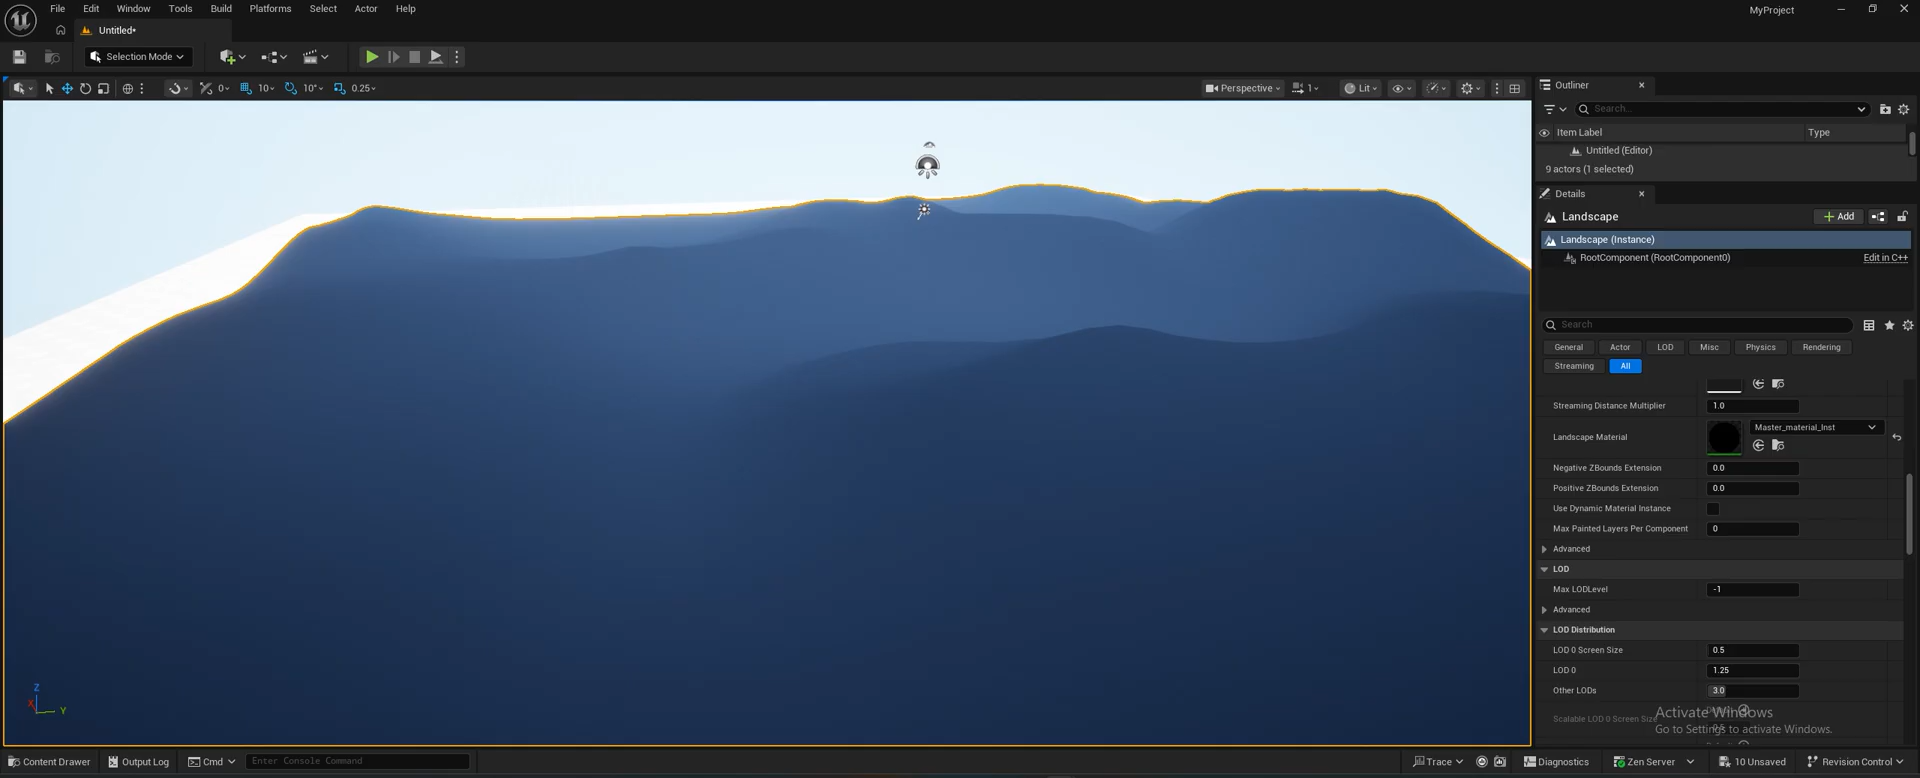 File Edit Window Tools Build Platforms Select Actor Help
MyProject
Untitled•
Selection Mode
0 10 10° 0.25
Perspective 1 Lit
Outliner
Search...
Item Label Type
Untitled (Editor)
9 actors (1 selected)
Details
Landscape
Add
Landscape (Instance)
RootComponent (RootComponent0) Edit in C++
Search
General Actor LOD Misc Physics Rendering
Streaming All
Streaming Distance Multiplier 1.0
Landscape Material Master_material_Inst
Negative ZBounds Extension 0.0
Positive ZBounds Extension 0.0
Use Dynamic Material Instance
Max Painted Layers Per Component 0
Advanced
LOD
Max LODLevel -1
Advanced
LOD Distribution
LOD 0 Screen Size 0.5
LOD 0 1.25
Other LODs 3.0
Scalable LOD 0 Screen Size
Activate Windows
Go to Settings to activate Windows.
Z
X
Y
Content Drawer Output Log Cmd Enter Console Command
Trace Diagnostics Zen Server 10 Unsaved Revision Control